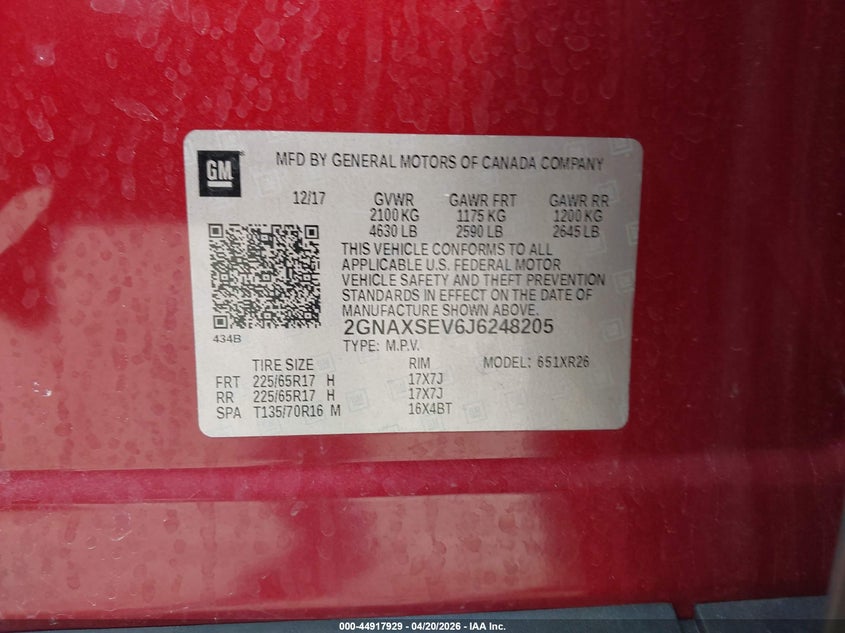 GM
MFD BY GENERAL MOTORS OF CANADA COMPANY
12/17 GVWR GAWR FRT GAWR RR
2100 KG 1175 KG 1200 KG
4630 LB 2590 LB 2645 LB
THIS VEHICLE CONFORMS TO ALL
APPLICABLE U.S. FEDERAL MOTOR
VEHICLE SAFETY AND THEFT PREVENTION
STANDARDS IN EFFECT ON THE DATE OF
MANUFACTURE SHOWN ABOVE.
434B
2GNAXSEV6J6248205
TYPE: M.P.V.
TIRE SIZE RIM MODEL: 651XR26
FRT 225/65R17 H 17X7J
RR 225/65R17 H 17X7J
SPA T135/70R16 M 16X4BT
000-44917929 - 04/20/2026 - IAA Inc.